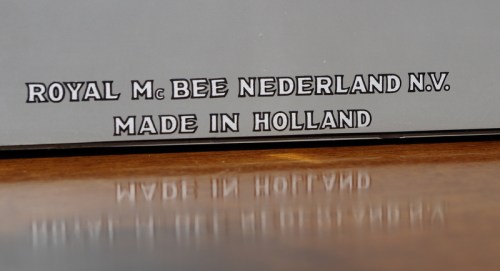 ROYAL Mc BEE NEDERLAND N.V.
MADE IN HOLLAND